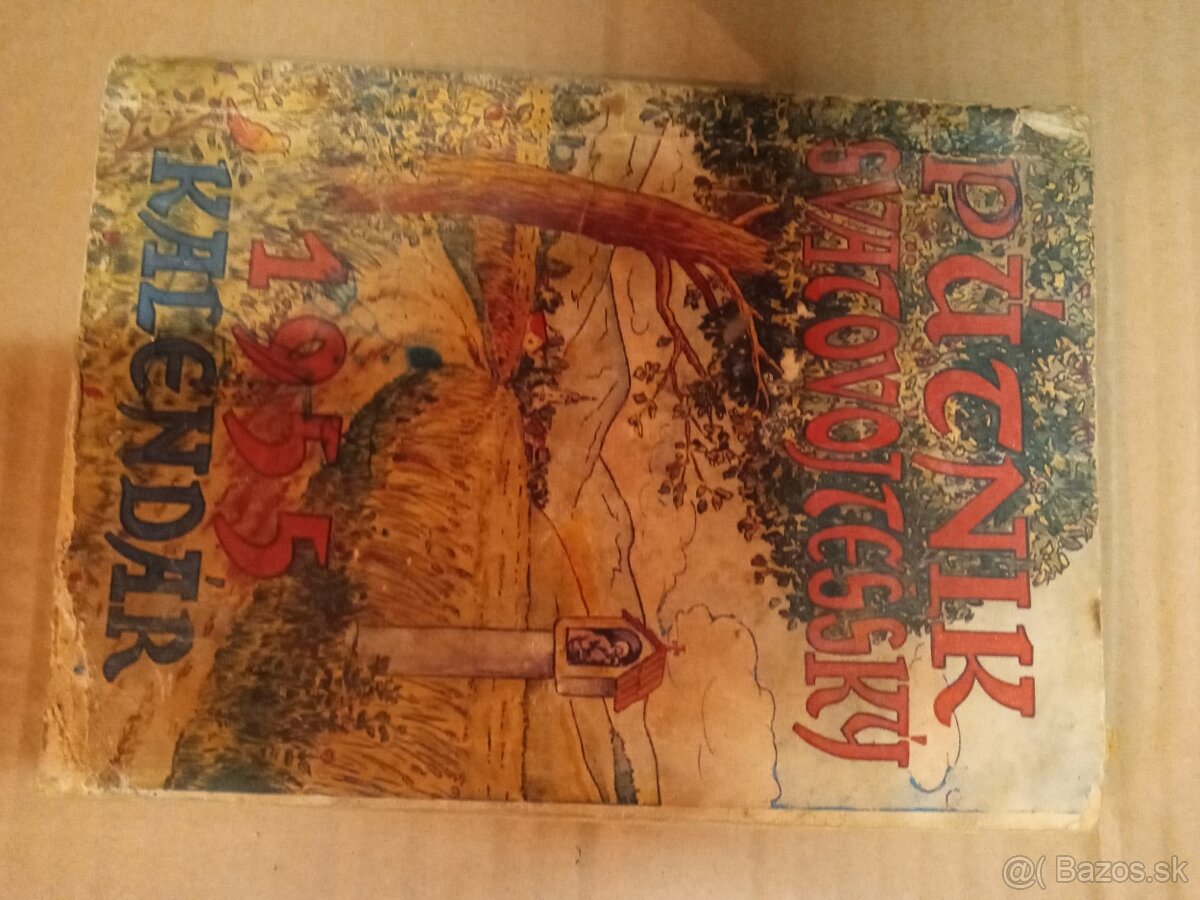 PÚTNIK
SVÄTOVOJTEŠSKÝ
1955
KALENDÁR
@( Bazos.sk